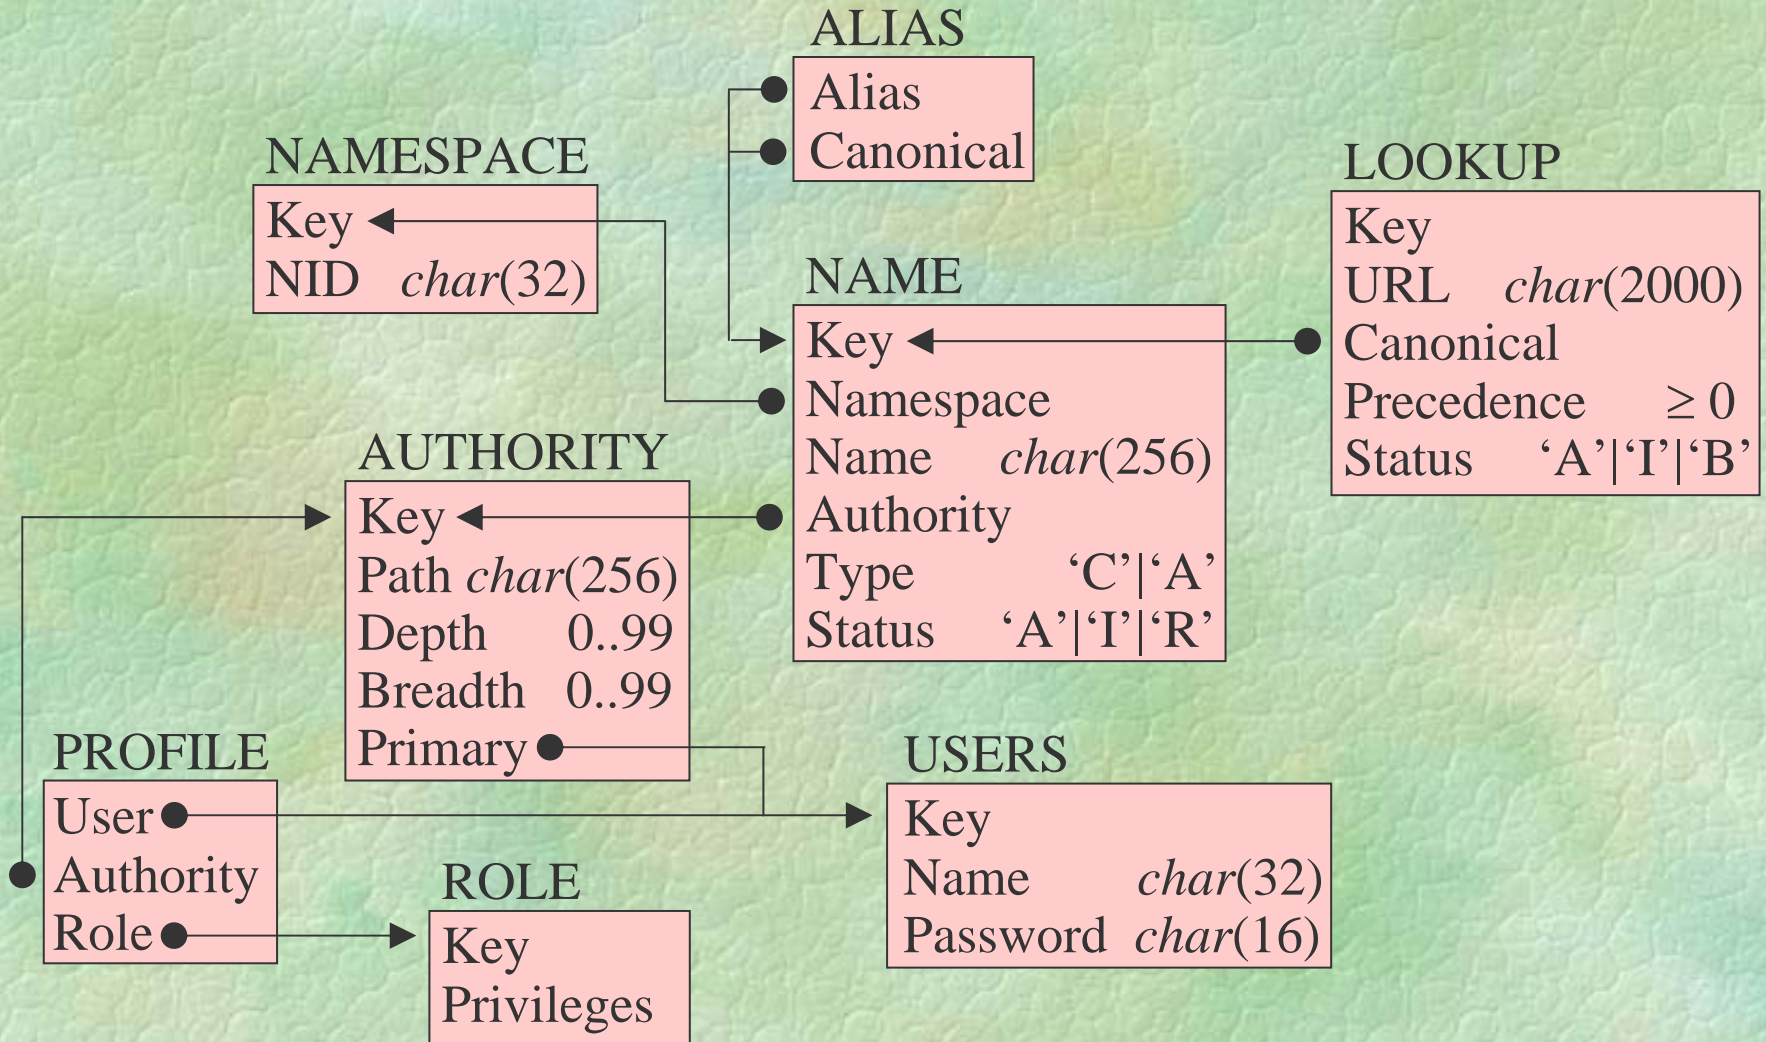 ALIAS
Alias
Canonical
NAMESPACE
Key
NID char(32)
LOOKUP
Key
URL char(2000)
Canonical
Precedence ≥ 0
Status ‘A’|‘I’|‘B’
NAME
Key
Namespace
Name char(256)
Authority
Type ‘C’|‘A’
Status ‘A’|‘I’|‘R’
AUTHORITY
Key
Path char(256)
Depth 0..99
Breadth 0..99
Primary
PROFILE
User
Authority
Role
USERS
Key
Name char(32)
Password char(16)
ROLE
Key
Privileges